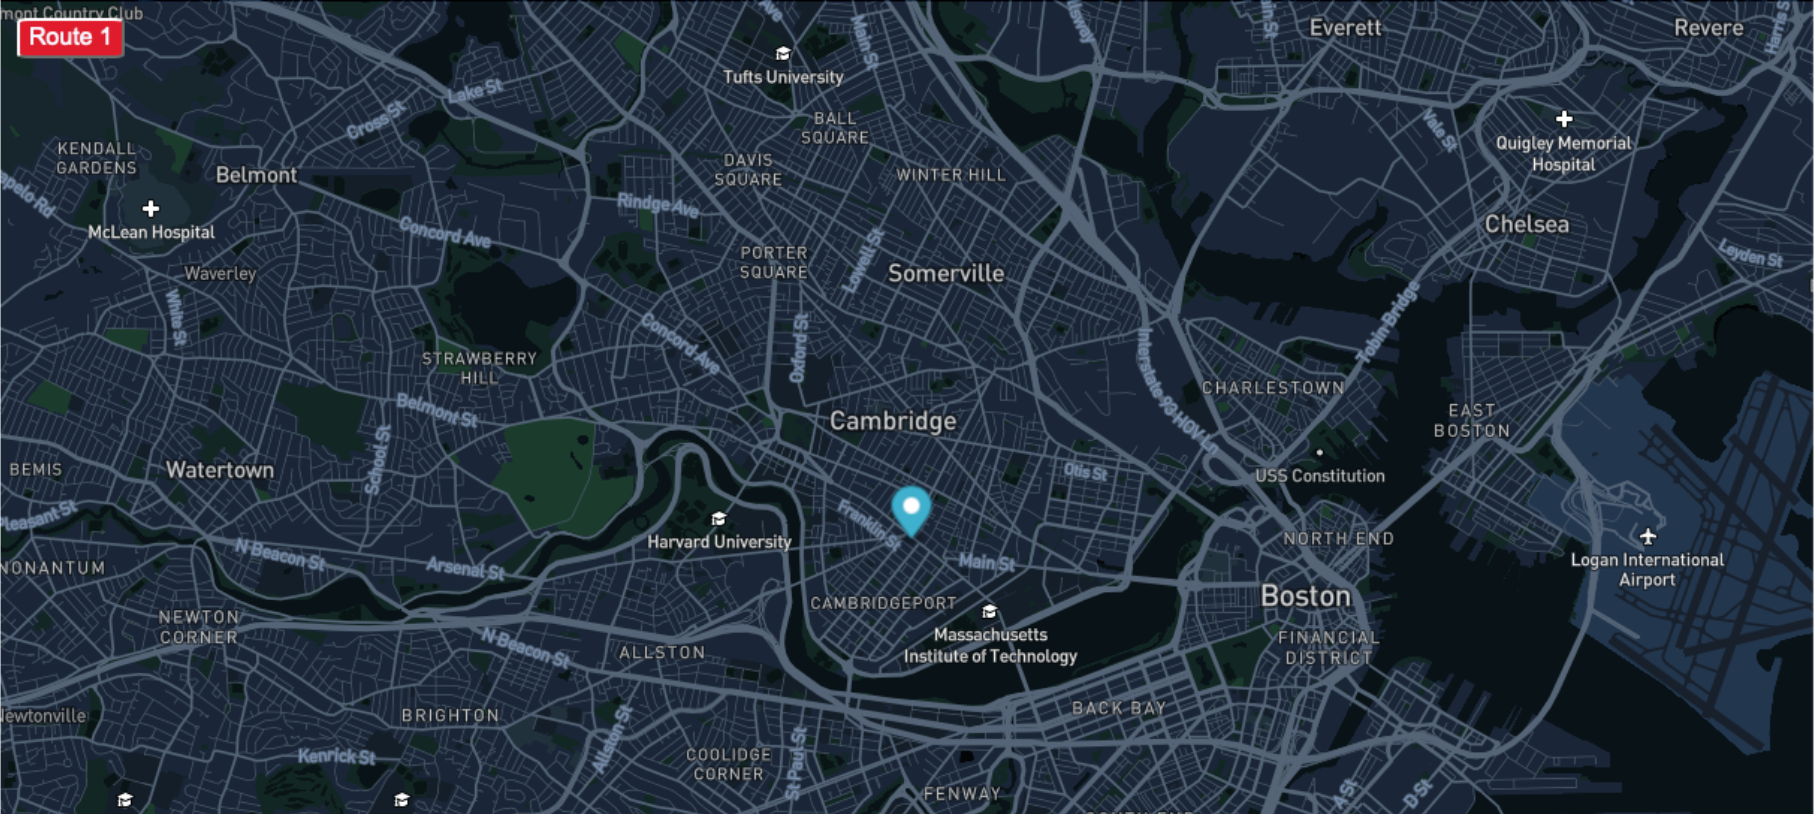 mont Country Club
Route 1
Ave
Main St
Everett
Revere
Harris S
Tufts University
Lake St
Cross St
BALL
SQUARE
Vale St
Quigley Memorial
Hospital
KENDALL
GARDENS
Belmont
DAVIS
SQUARE
WINTER HILL
apelo Rd
Rindge Ave
McLean Hospital
Concord Ave
Chelsea
Leyden St
Waverley
PORTER
SQUARE
Lowell St
Somerville
White St
Concord Ave
Oxford St
Tobin Bridge
STRAWBERRY
HILL
Interstate 93 HOV Ln
CHARLESTOWN
Belmont St
Cambridge
EAST
BOSTON
School St
BEMIS
Watertown
Otis St
USS Constitution
Pleasant St
Franklin St
Harvard University
NORTH END
N Beacon St
Arsenal St
Main St
NONANTUM
Logan International
Airport
Boston
CAMBRIDGEPORT
NEWTON
CORNER
Massachusetts
Institute of Technology
FINANCIAL
DISTRICT
N Beacon St
ALLSTON
Newtonville
BRIGHTON
BACK BAY
Allston St
Kenrick St
COOLIDGE
CORNER
St Paul St
FENWAY
A St
D St